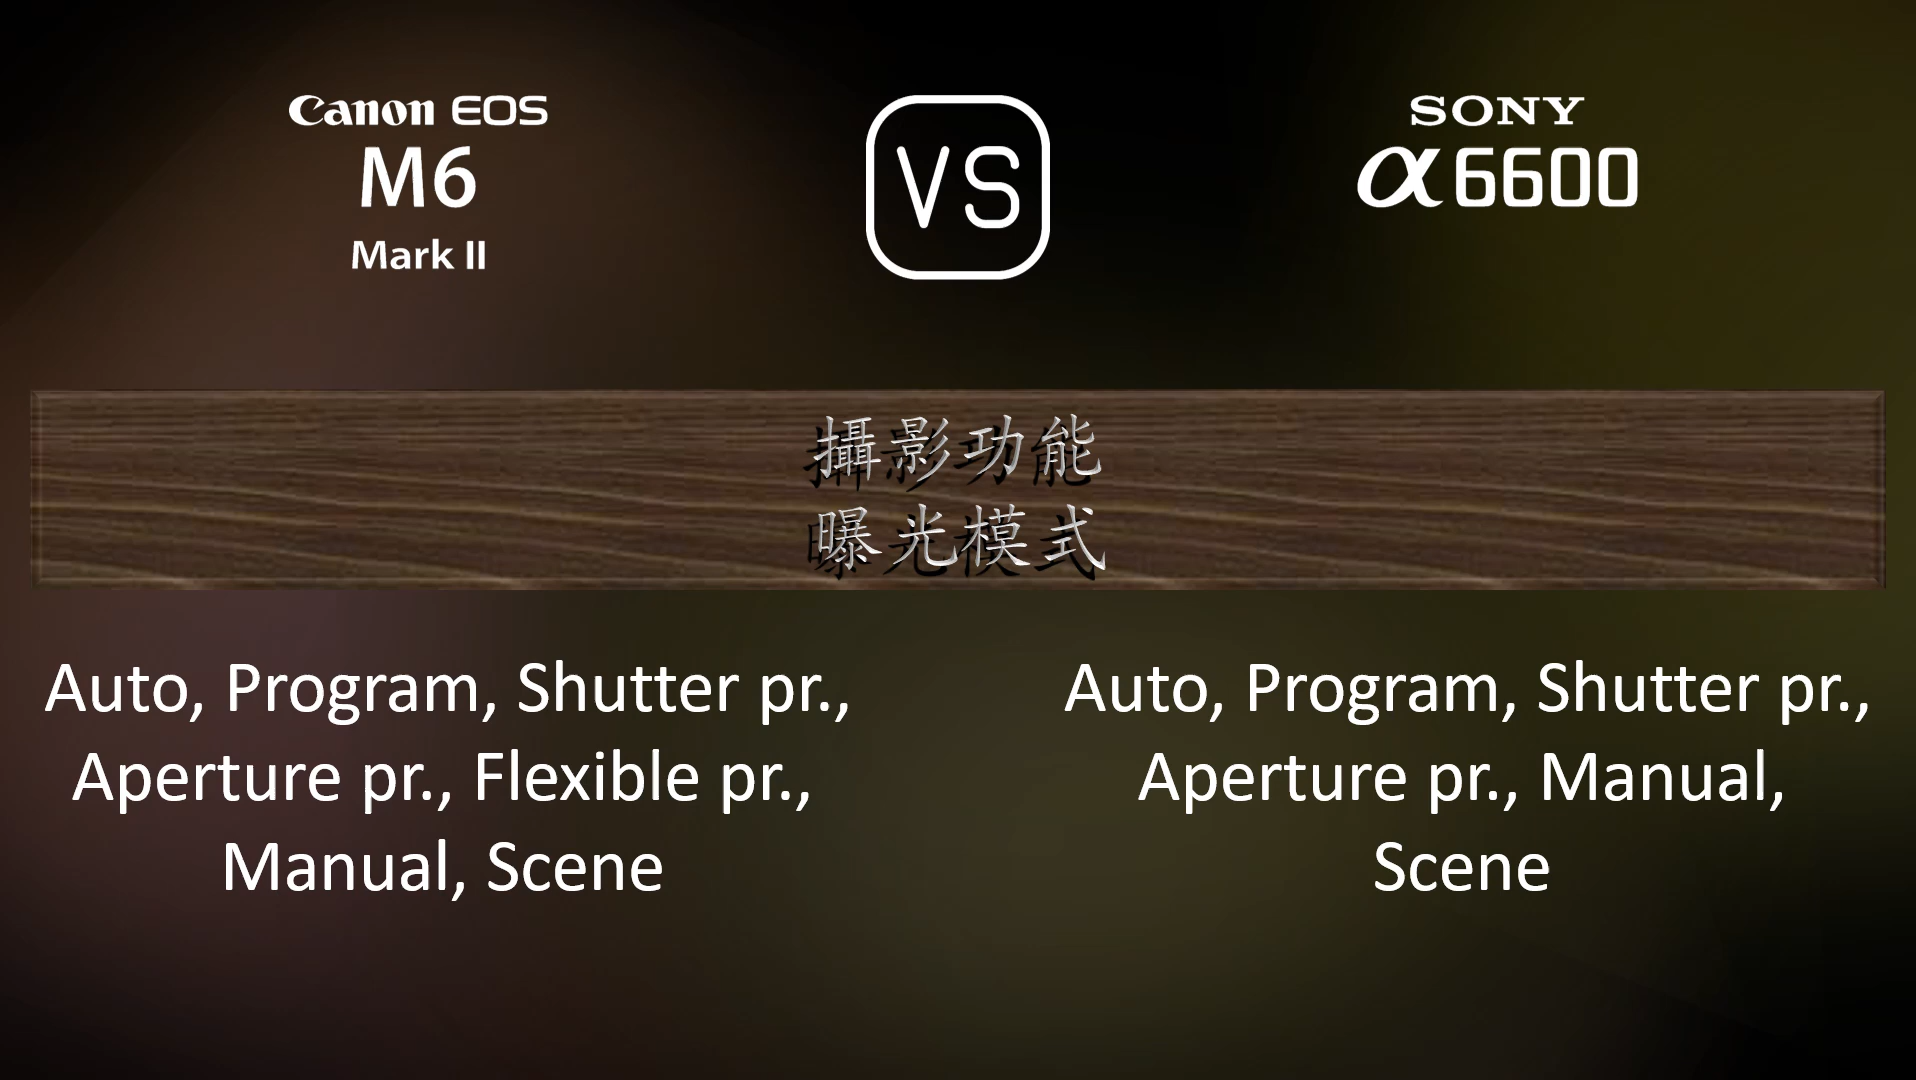 Canon EOS
M6
Mark II
VS
SONY
α6600
攝影功能
曝光模式
Auto, Program, Shutter pr.,
Aperture pr., Flexible pr.,
Manual, Scene
Auto, Program, Shutter pr.,
Aperture pr., Manual,
Scene